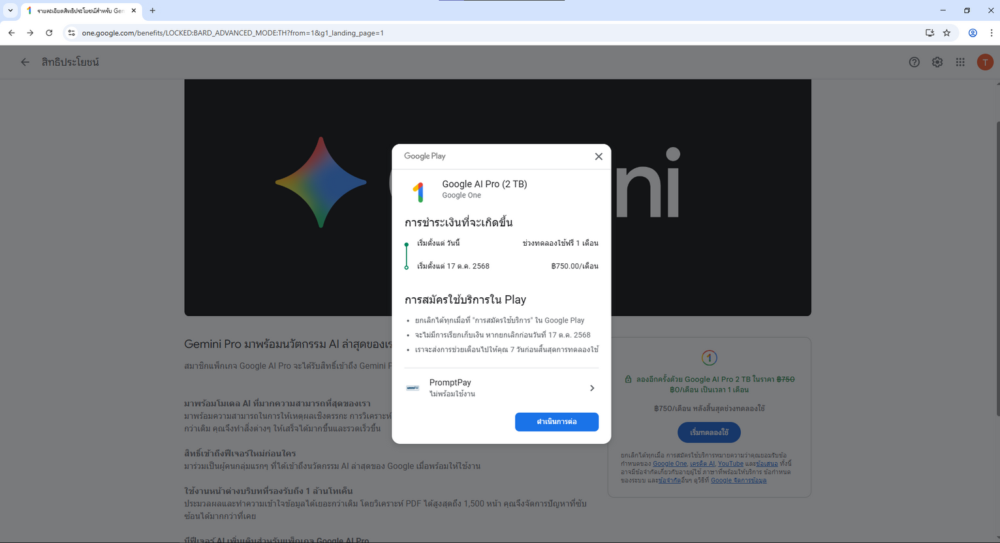 รายละเอียดสิทธิประโยชน์สำหรับ Gem
one.google.com/benefits/LOCKED:BARD_ADVANCED_MODE:TH?from=1&g1_landing_page=1
สิทธิประโยชน์
T
ni
Google Play
Google AI Pro (2 TB)
Google One
การชำระเงินที่จะเกิดขึ้น
เริ่มตั้งแต่ วันนี้ ช่วงทดลองใช้ฟรี 1 เดือน
เริ่มตั้งแต่ 17 ต.ค. 2568 ฿750.00/เดือน
การสมัครใช้บริการใน Play
ยกเลิกได้ทุกเมื่อที่ "การสมัครใช้บริการ" ใน Google Play
จะไม่มีการเรียกเก็บเงิน หากยกเลิกก่อนวันที่ 17 ต.ค. 2568
เราจะส่งการช่วยเตือนไปให้คุณ 7 วันก่อนสิ้นสุดการทดลองใช้
PromptPay
ไม่พร้อมใช้งาน
ดำเนินการต่อ
Gemini Pro มาพร้อมนวัตกรรม AI ล่าสุดของเรา
สมาชิกแพ็กเกจ Google AI Pro จะได้รับสิทธิ์เข้าถึง Gemini P
มาพร้อมโมเดล AI ที่มากความสามารถที่สุดของเรา
มาพร้อมความสามารถในการให้เหตุผลเชิงตรรกะ การวิเคราะห์
กว่าเดิม คุณจึงทำสิ่งต่างๆ ให้เสร็จได้มากขึ้นและรวดเร็วขึ้น
สิทธิ์เข้าถึงฟีเจอร์ใหม่ก่อนใคร
มาร่วมเป็นผู้คนกลุ่มแรกๆ ที่ได้เข้าถึงนวัตกรรม AI ล่าสุดของ Google เมื่อพร้อมให้ใช้งาน
ใช้งานหน้าต่างบริบทที่รองรับถึง 1 ล้านโทเค็น
ประมวลผลและทำความเข้าใจข้อมูลได้เยอะกว่าเดิม โดยวิเคราะห์ PDF ได้สูงสุดถึง 1,500 หน้า คุณจึงจัดการปัญหาที่ซับ
ซ้อนได้มากกว่าที่เคย
มีฟีเจอร์ AI เพิ่มเติมสำหรับแพ็กเกจ Google AI Pro
ลองอีกครั้งด้วย Google AI Pro 2 TB ในราคา ฿750
฿0/เดือน เป็นเวลา 1 เดือน
฿750/เดือน หลังสิ้นสุดช่วงทดลองใช้
เริ่มทดลองใช้
ยกเลิกได้ทุกเมื่อ การสมัครใช้บริการหมายความว่าคุณยอมรับข้อ
กำหนดของ Google One, เครดิต AI, YouTube และข้อเสนอ ทั้งนี้
อาจมีข้อจำกัดเกี่ยวกับอายุผู้ใช้ ภาษาที่พร้อมให้บริการ ข้อกำหนด
ของระบบ และข้อจำกัดอื่นๆ ดูวิธีที่ Google จัดการข้อมูล